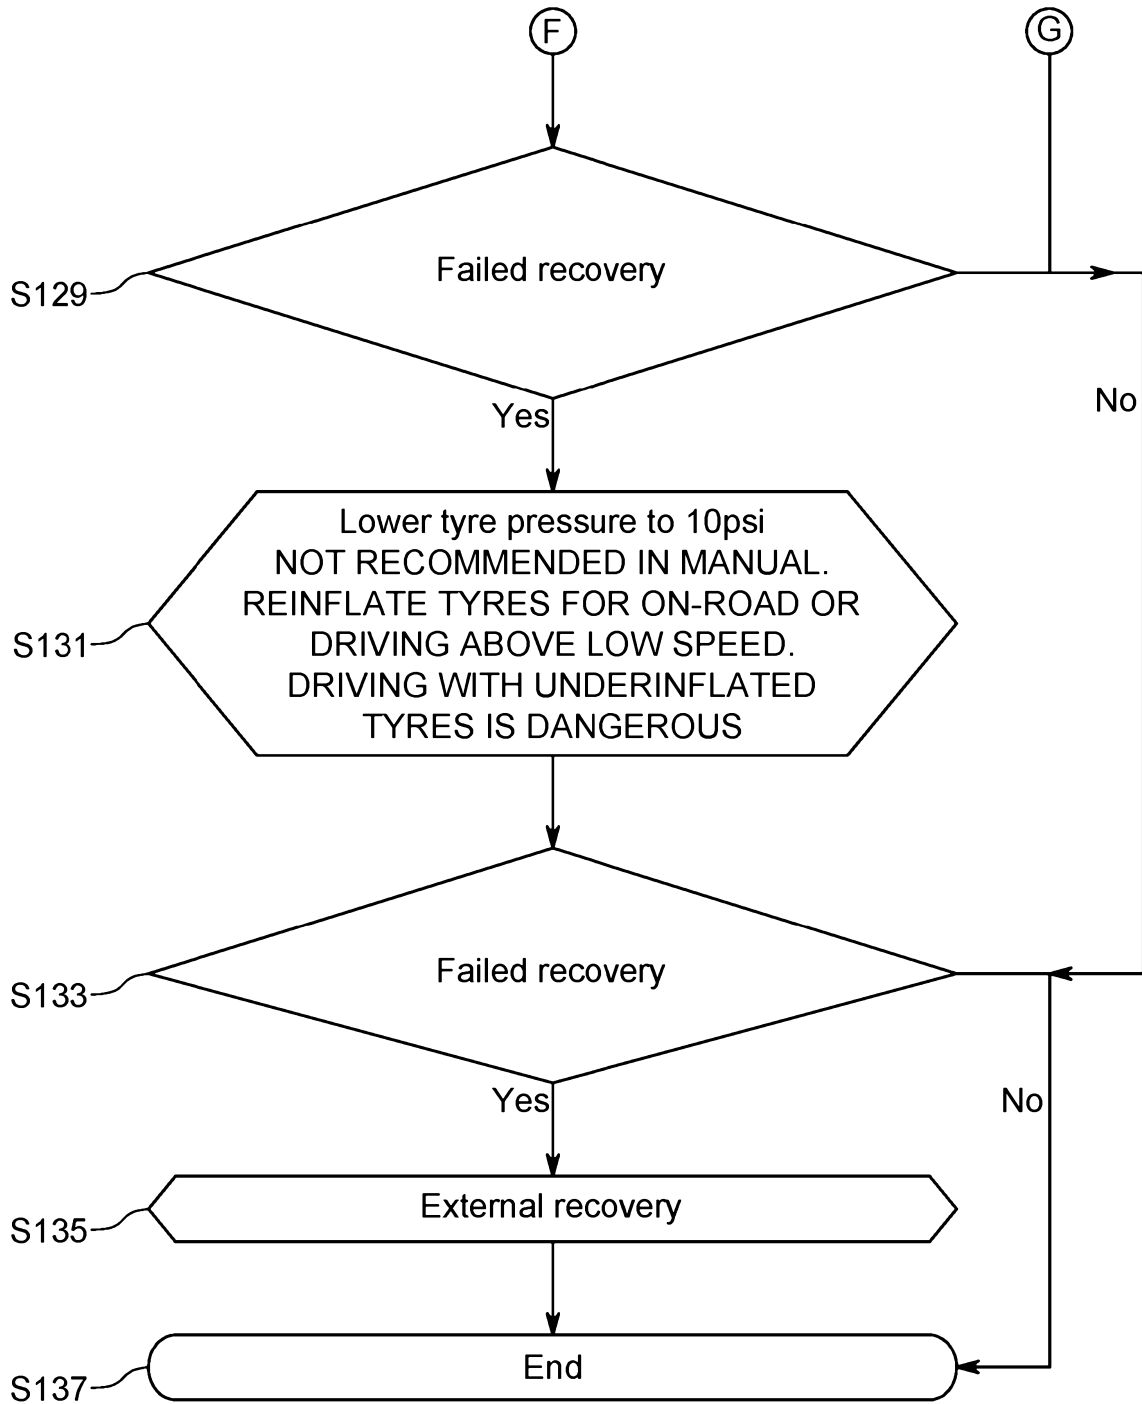 F
G
Failed recovery
S129
No
Yes
Lower tyre pressure to 10psi
NOT RECOMMENDED IN MANUAL.
REINFLATE TYRES FOR ON-ROAD OR
DRIVING ABOVE LOW SPEED.
DRIVING WITH UNDERINFLATED
TYRES IS DANGEROUS
S131
Failed recovery
S133
Yes
No
External recovery
S135
End
S137